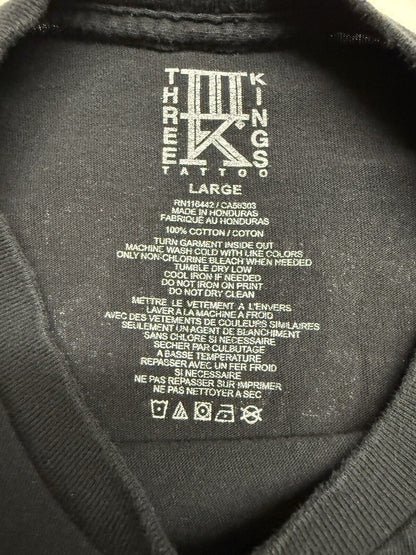 THREE
KINGS
TATTOO
LARGE
RN116442 / CA56303
MADE IN HONDURAS
FABRIQUE AU HONDURAS
100% COTTON / COTON
TURN GARMENT INSIDE OUT
MACHINE WASH COLD WITH LIKE COLORS
ONLY NON-CHLORINE BLEACH WHEN NEEDED
TUMBLE DRY LOW
COOL IRON IF NEEDED
DO NOT IRON ON PRINT
DO NOT DRY CLEAN
METTRE LE VETEMENT A L'ENVERS
LAVER A LA MACHINE A FROID
AVEC DES VETEMENTS DE COULEURS SIMILAIRES
SEULEMENT UN AGENT DE BLANCHIMENT
SANS CHLORE SI NECESSAIRE
SECHER PAR CULBUTAGE
A BASSE TEMPERATURE
REPASSER AVEC UN FER FROID
SI NECESSAIRE
NE PAS REPASSER SUR IMPRIMER
NE PAS NETTOYER A SEC